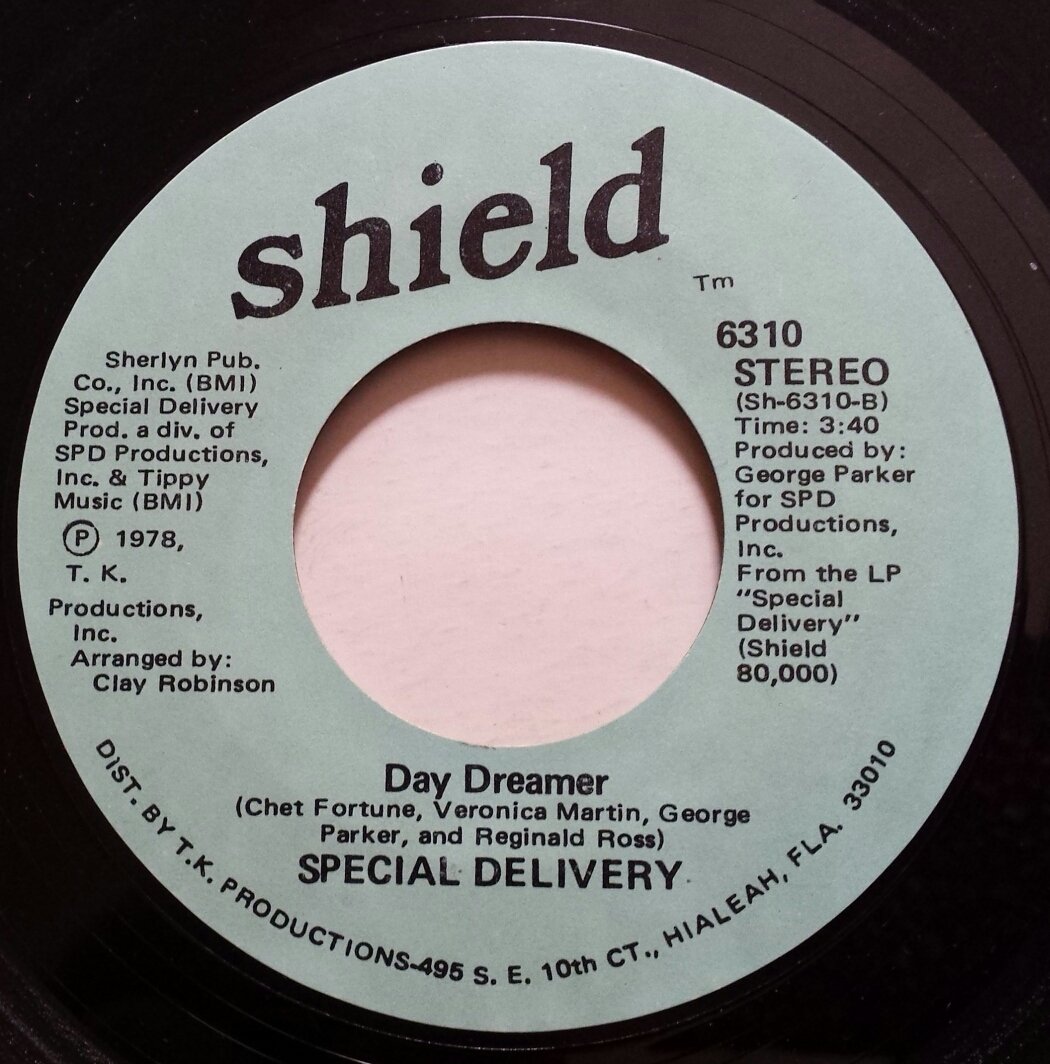 shield
Tm
Sherlyn Pub.
Co., Inc. (BMI)
Special Delivery
Prod. a div. of
SPD Productions,
Inc. & Tippy
Music (BMI)
Ⓟ 1978,
T. K.
Productions,
Inc.
Arranged by:
Clay Robinson
6310
STEREO
(Sh-6310-B)
Time: 3:40
Produced by:
George Parker
for SPD
Productions,
Inc.
From the LP
"Special
Delivery"
(Shield
80,000)
Day Dreamer
(Chet Fortune, Veronica Martin, George
Parker, and Reginald Ross)
SPECIAL DELIVERY
DIST. BY T.K. PRODUCTIONS-495 S. E. 10th CT., HIALEAH, FLA. 33010